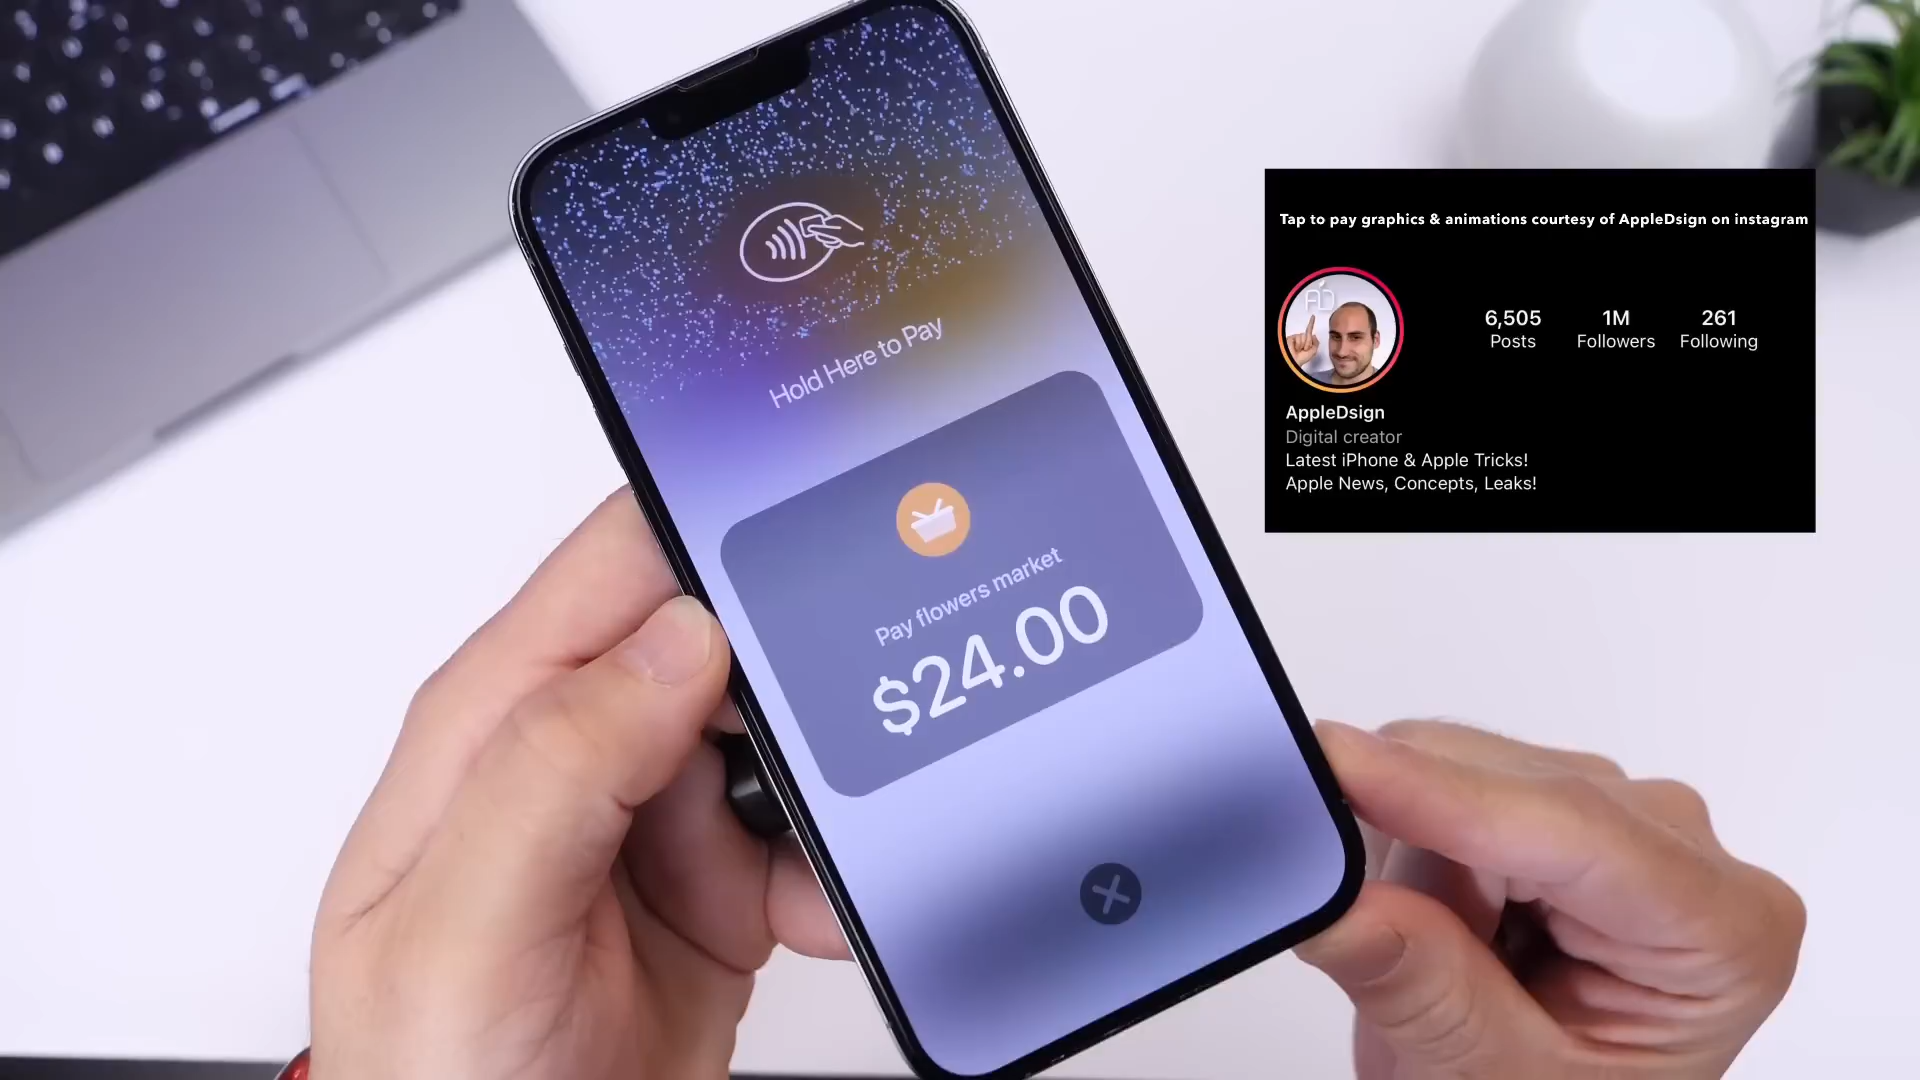 Hold Here to Pay
Pay flowers market
$24.00
Tap to pay graphics & animations courtesy of AppleDsign on instagram
AD
6,505 1M 261
Posts Followers Following
AppleDsign
Digital creator
Latest iPhone & Apple Tricks!
Apple News, Concepts, Leaks!